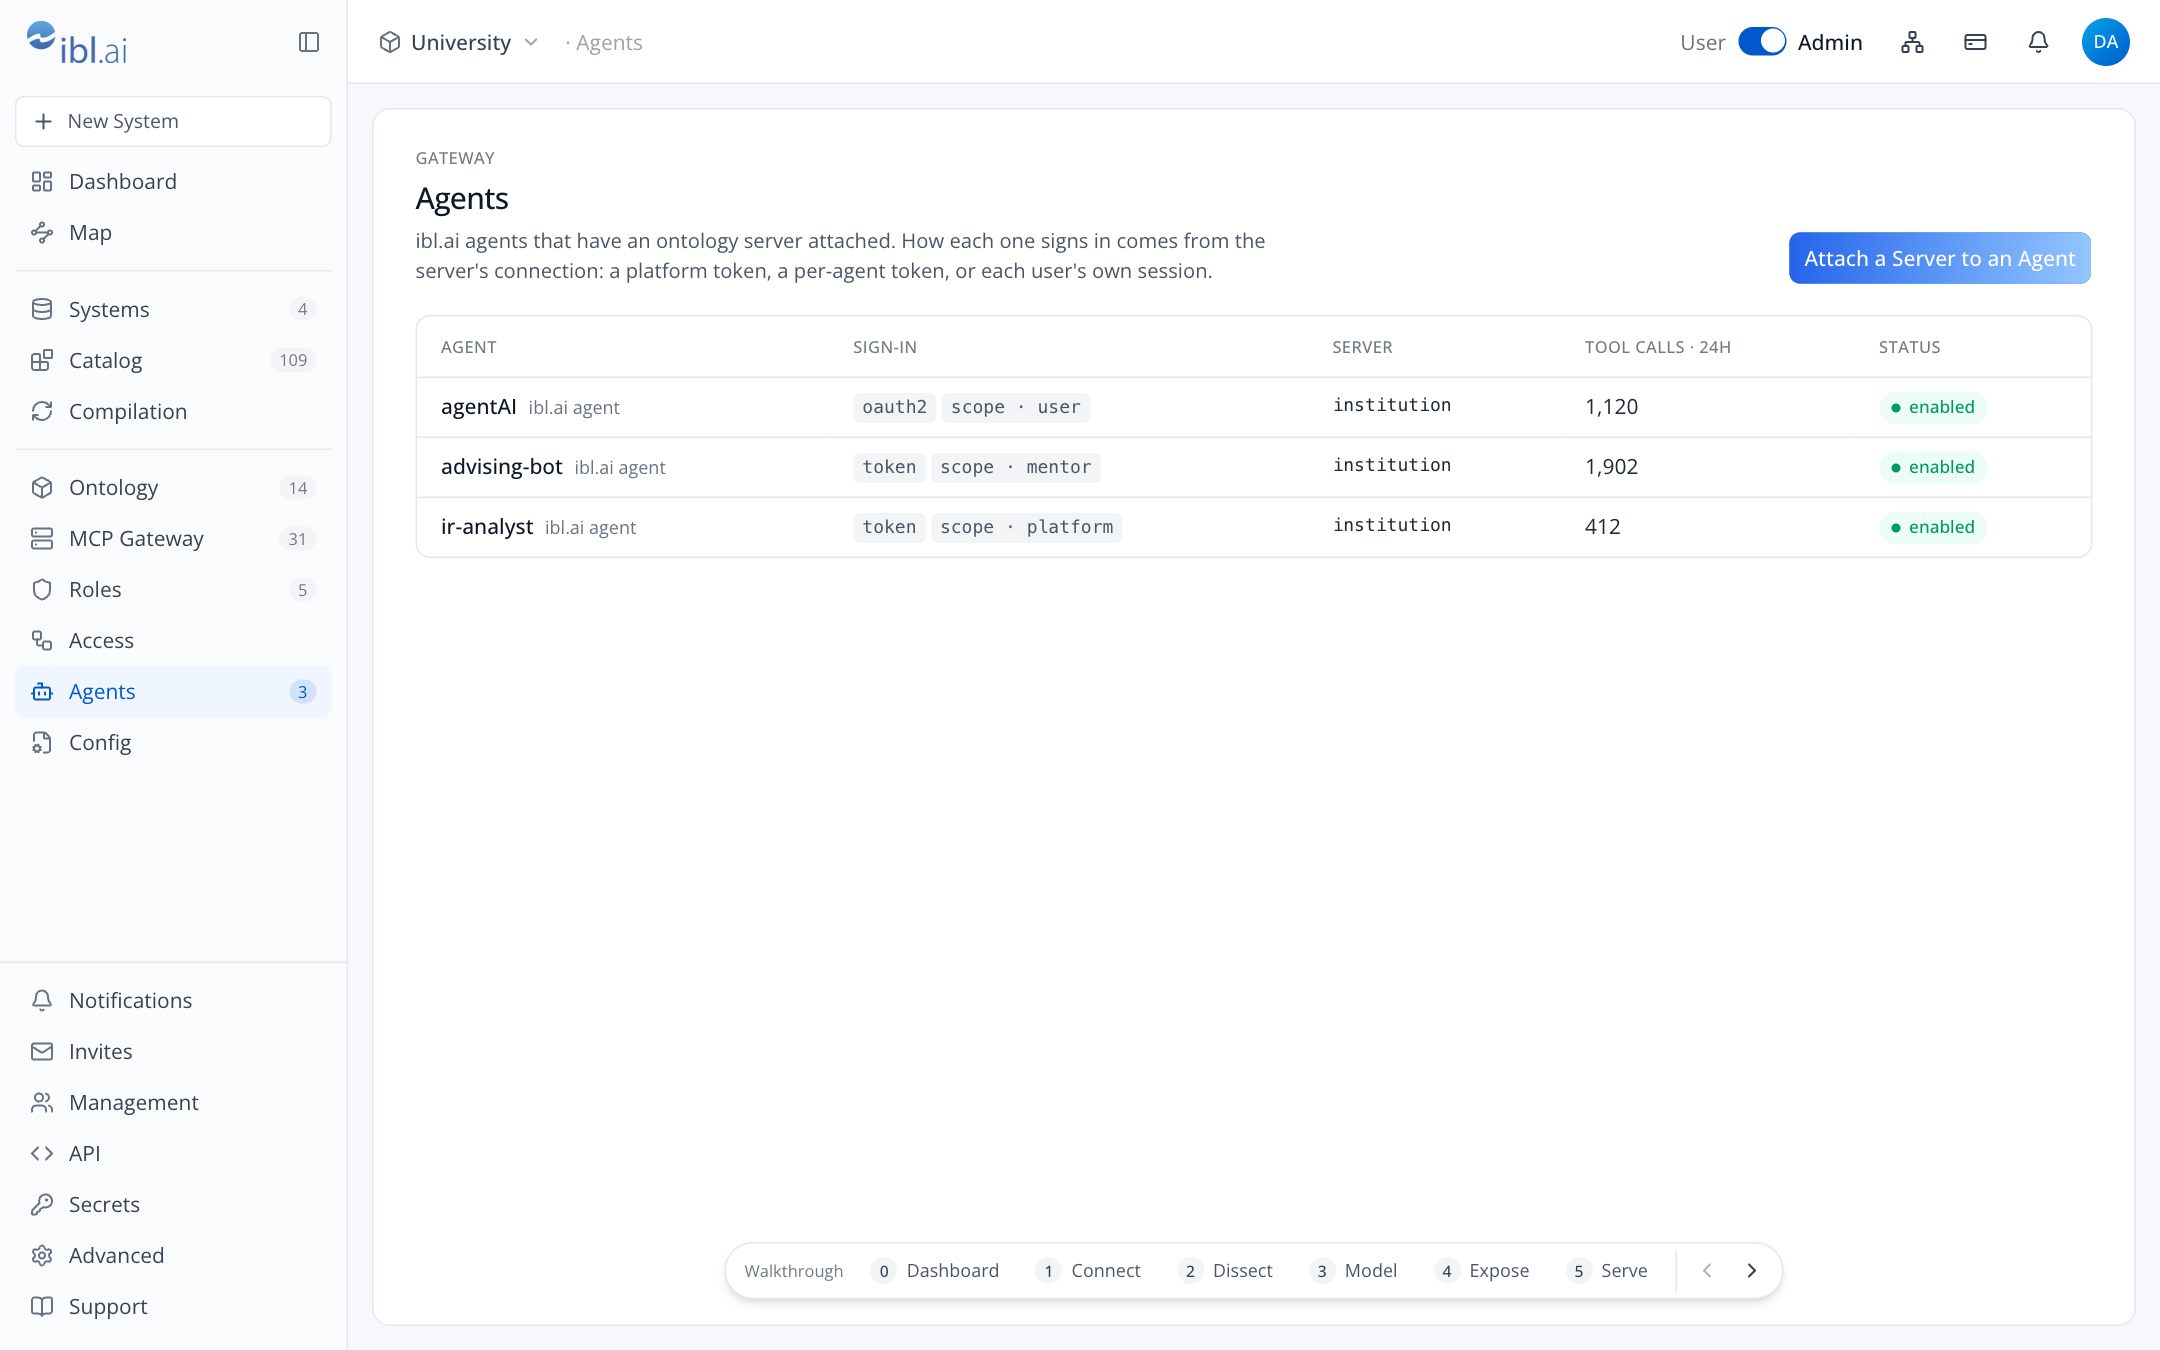 ibl.ai
New System
Dashboard
Map
Systems 4
Catalog 109
Compilation
Ontology 14
MCP Gateway 31
Roles 5
Access
Agents 3
Config
Notifications
Invites
Management
API
Secrets
Advanced
Support
University · Agents
User Admin DA
GATEWAY
Agents
ibl.ai agents that have an ontology server attached. How each one signs in comes from the
server's connection: a platform token, a per-agent token, or each user's own session.
Attach a Server to an Agent
AGENT SIGN-IN SERVER TOOL CALLS · 24H STATUS
agentAI ibl.ai agent oauth2 scope · user institution 1,120 enabled
advising-bot ibl.ai agent token scope · mentor institution 1,902 enabled
ir-analyst ibl.ai agent token scope · platform institution 412 enabled
Walkthrough 0 Dashboard 1 Connect 2 Dissect 3 Model 4 Expose 5 Serve